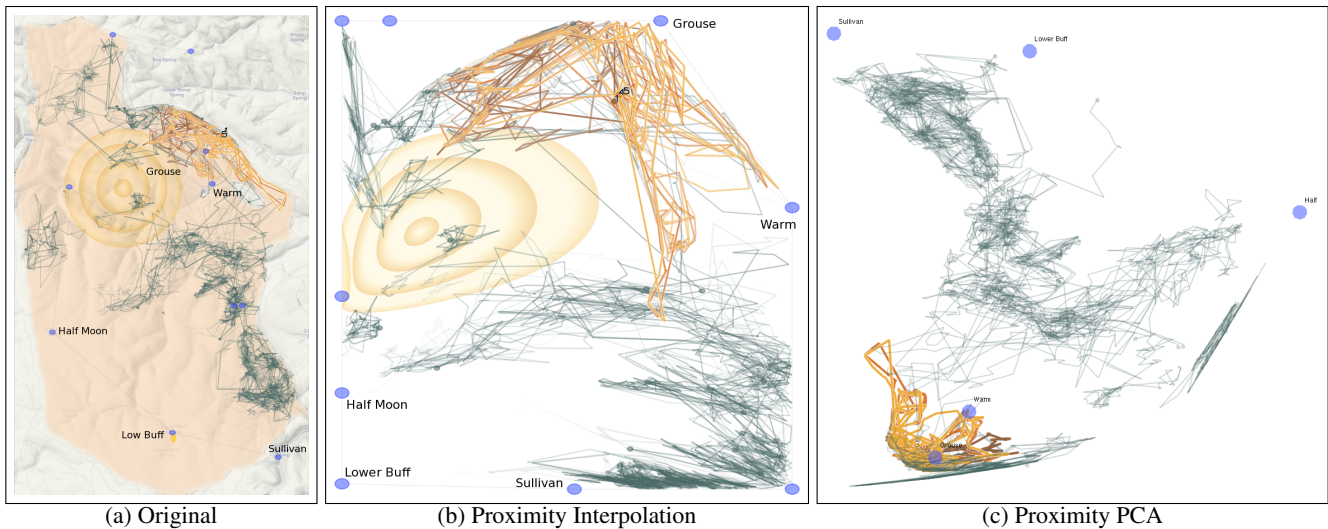 Grouse
Warm
Half Moon
Low Buff
Sullivan
(a) Original
Grouse
45
Warm
Half Moon
Lower Buff
Sullivan
(b) Proximity Interpolation
Sullivan
Lower Buff
Half
Warm
Grouse
(c) Proximity PCA